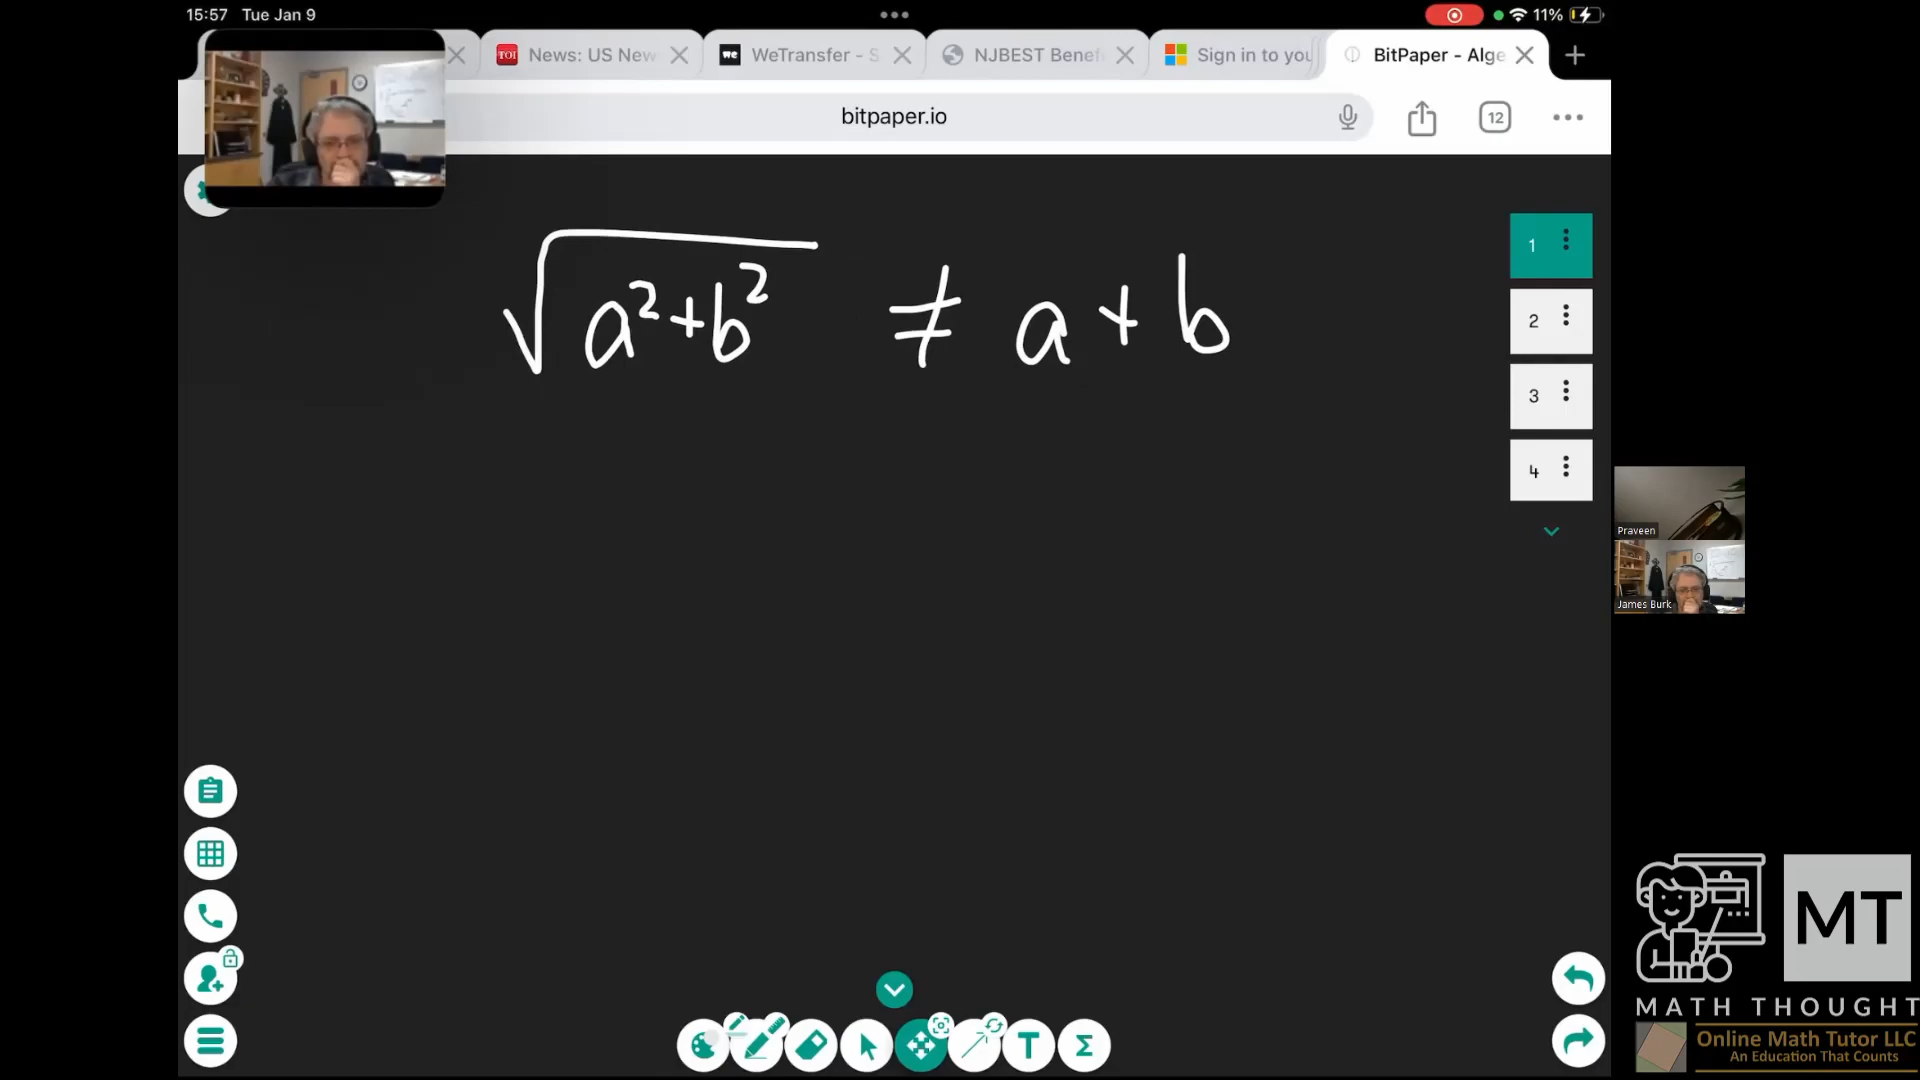 15:57 Tue Jan 9
11%
TOI News: US New
we WeTransfer - S
NJBEST Benef
Sign in to you
BitPaper - Alge
bitpaper.io
12
√a²+b² ≠ a + b
1
2
3
4
Praveen
James Burk
T
Σ
MT
MATH THOUGHT
Online Math Tutor LLC
An Education That Counts